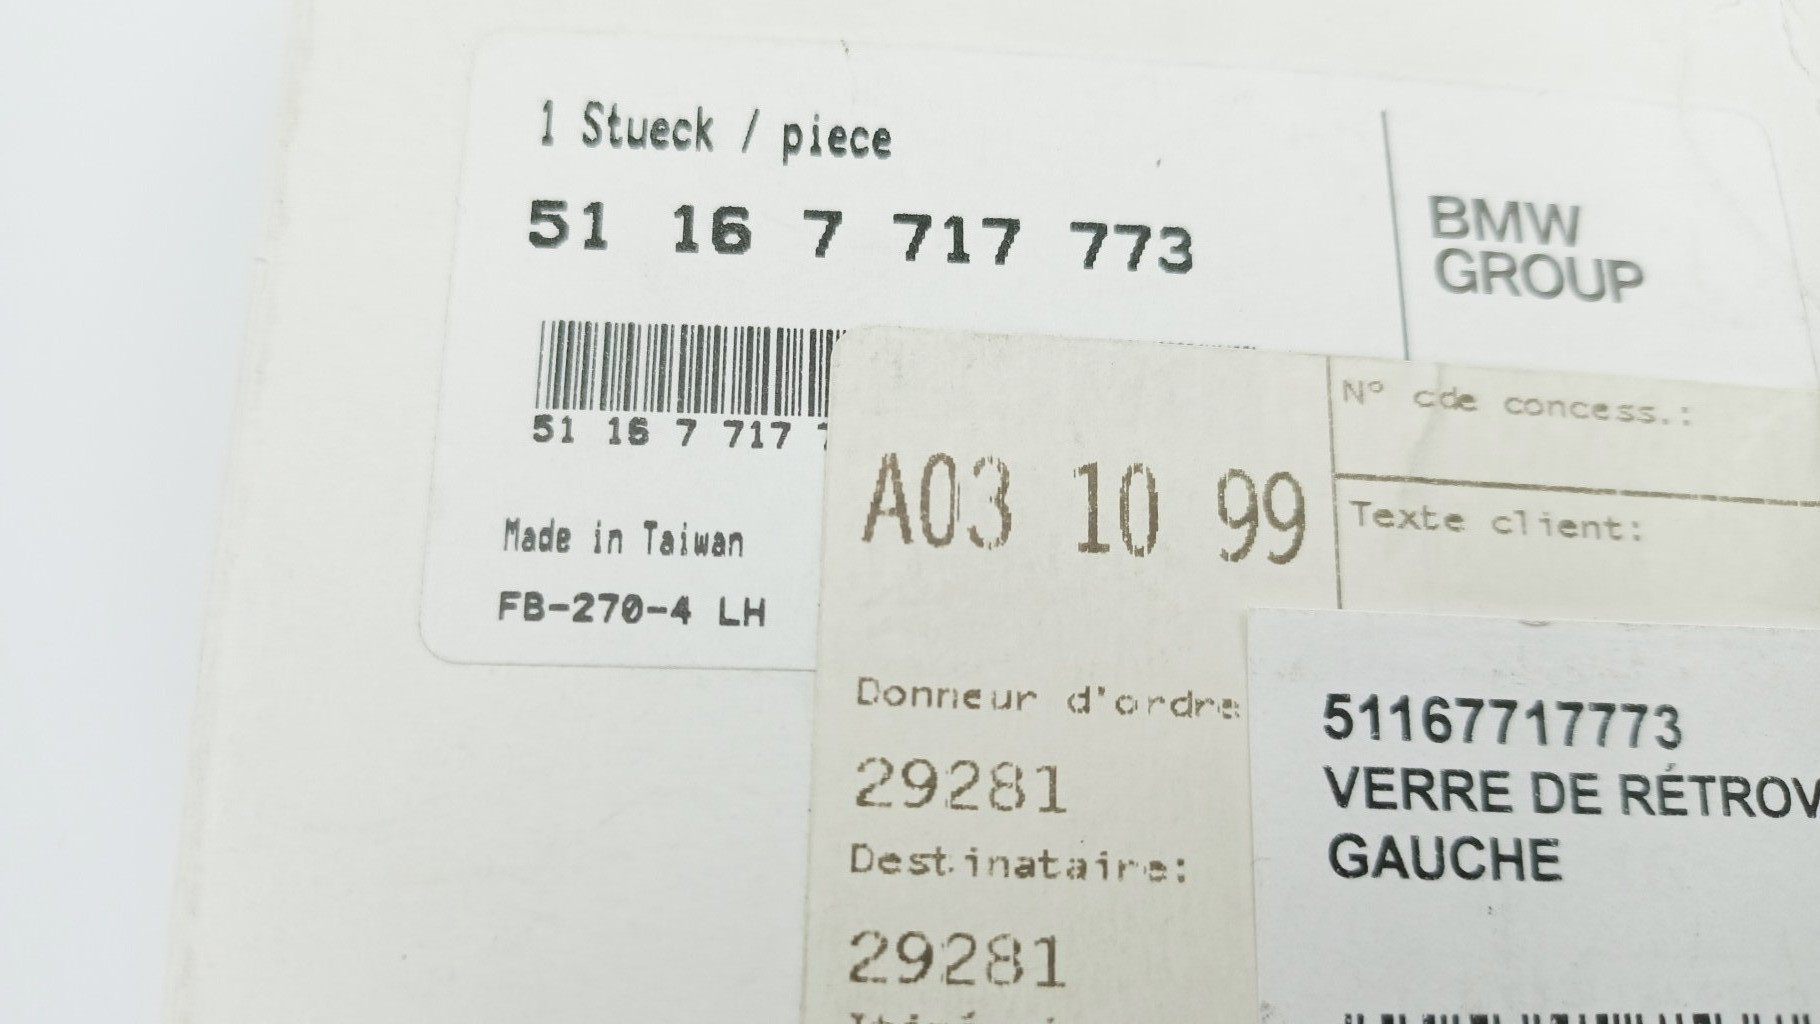 1 Stueck / piece
51 16 7 717 773
BMW
GROUP
51 16 7 717
Made in Taiwan
FB-270-4 LH
N° cde concess.:
A03 10 99
Texte client:
Donneur d'ordre
29281
Destinataire:
29281
51167717773
VERRE DE RÉTROV
GAUCHE